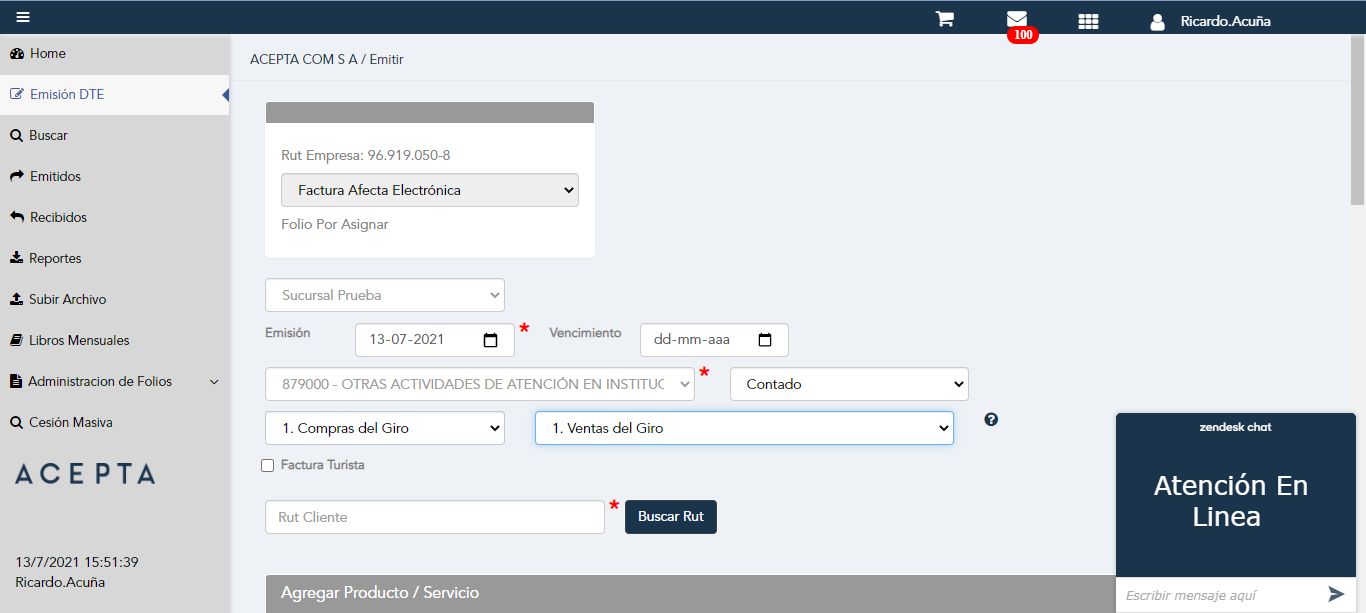 Ricardo.Acuña
100
Home
Emisión DTE
Buscar
Emitidos
Recibidos
Reportes
Subir Archivo
Libros Mensuales
Administracion de Folios
Cesión Masiva
ACEPTA
13/7/2021 15:51:39
Ricardo.Acuña
ACEPTA COM S A / Emitir
Rut Empresa: 96.919.050-8
Factura Afecta Electrónica
Folio Por Asignar
Sucursal Prueba
Emisión 13-07-2021 * Vencimiento dd-mm-aaa
879000 - OTRAS ACTIVIDADES DE ATENCIÓN EN INSTITUC * Contado
1. Compras del Giro 1. Ventas del Giro ?
Factura Turista
Rut Cliente * Buscar Rut
Agregar Producto / Servicio
zendesk chat
Atención En
Linea
Escribir mensaje aquí